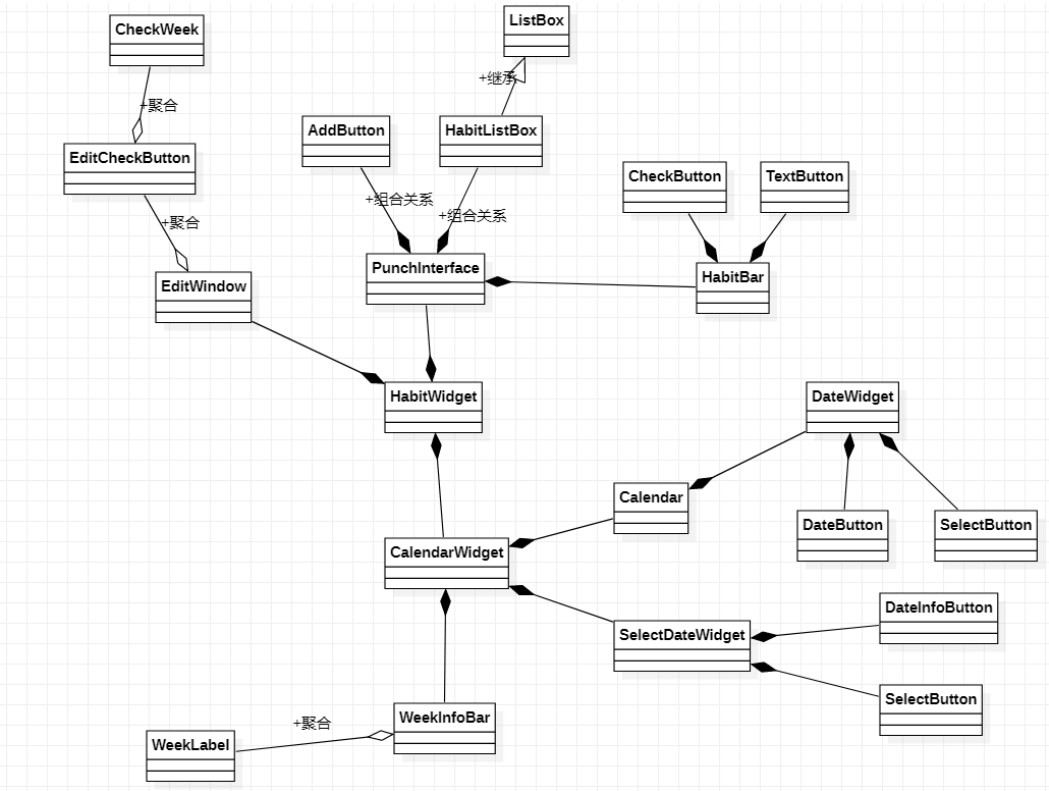 ListBox
CheckWeek
+继承
+聚合
AddButton
HabitListBox
EditCheckButton
CheckButton
TextButton
+组合关系
+组合关系
+聚合
PunchInterface
HabitBar
EditWindow
HabitWidget
DateWidget
Calendar
DateButton
SelectButton
CalendarWidget
DateInfoButton
SelectDateWidget
SelectButton
WeekInfoBar
+聚合
WeekLabel